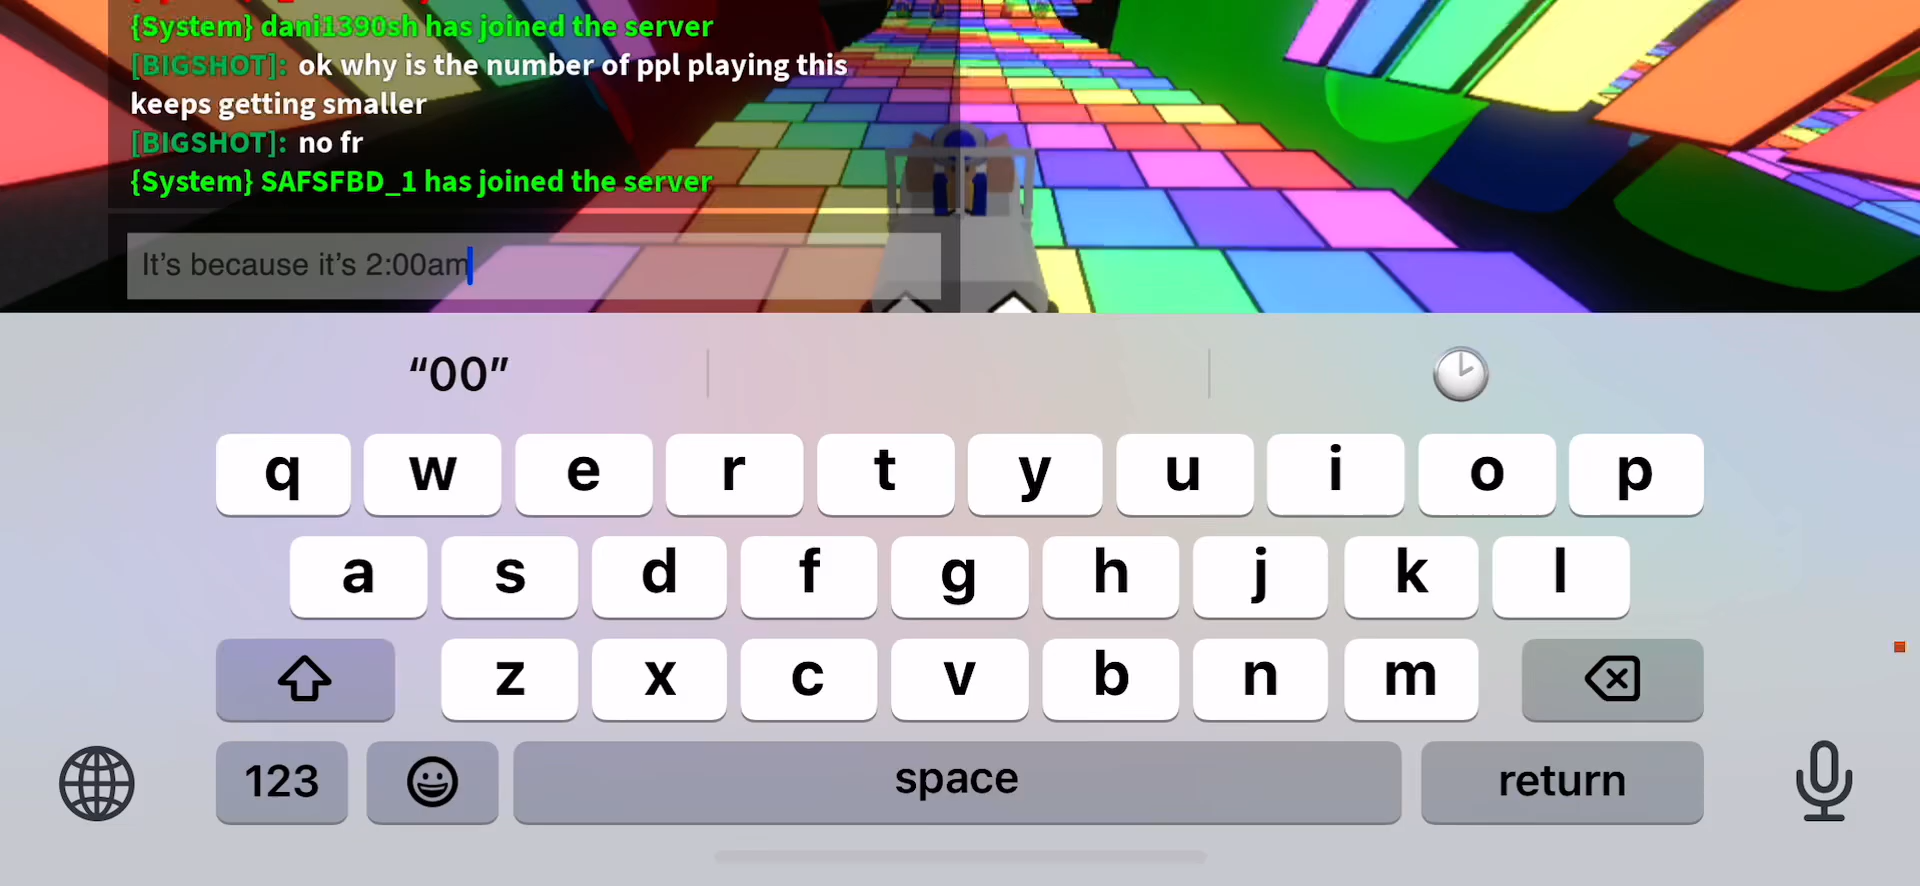 {System} dani1390sh has joined the server
[BIGSHOT]: ok why is the number of ppl playing this
keeps getting smaller
[BIGSHOT]: no fr
{System} SAFSFBD_1 has joined the server
It’s because it’s 2:00am
“00”
q w e r t y u i o p
a s d f g h j k l
z x c v b n m
123 space return